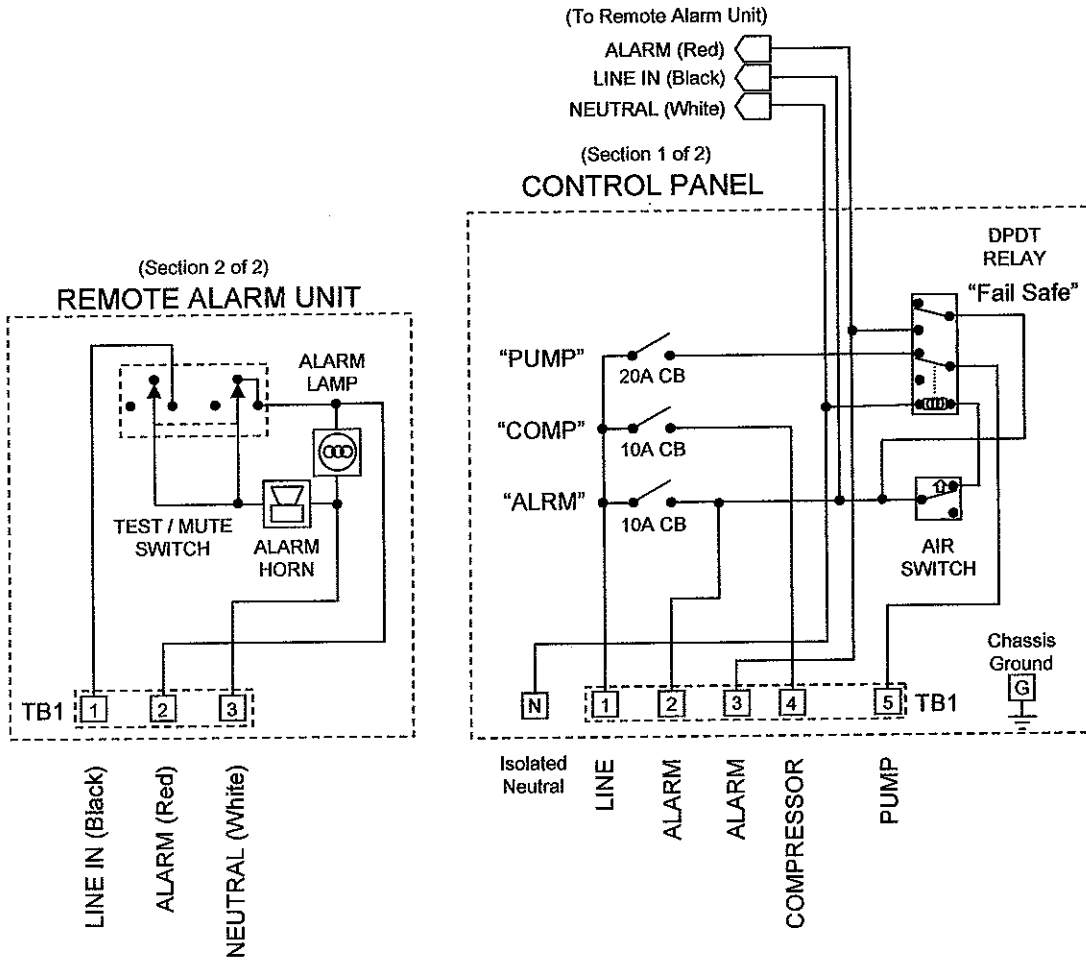 (To Remote Alarm Unit)
ALARM (Red)
LINE IN (Black)
NEUTRAL (White)
(Section 1 of 2)
CONTROL PANEL
DPDT
RELAY
"Fail Safe"
"PUMP"
20A CB
"COMP"
10A CB
"ALRM"
10A CB
AIR
SWITCH
Chassis
Ground
G
N
1
2
3
4
5
TB1
Isolated
Neutral
LINE
ALARM
ALARM
COMPRESSOR
PUMP
(Section 2 of 2)
REMOTE ALARM UNIT
ALARM
LAMP
TEST / MUTE
SWITCH
ALARM
HORN
TB1
1
2
3
LINE IN (Black)
ALARM (Red)
NEUTRAL (White)